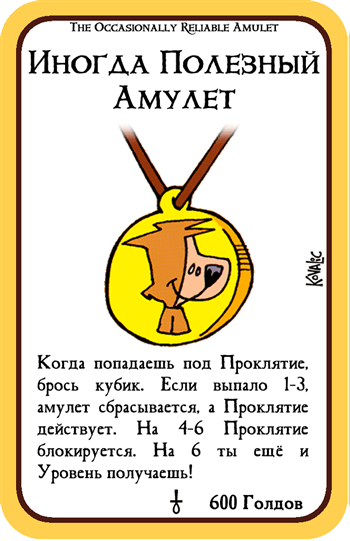 The Occasionally Reliable Amulet
Иногда Полезный
Амулет
Kovalic
Когда попадаешь под Проклятие,
брось кубик. Если выпало 1-3,
амулет сбрасывается, а Проклятие
действует. На 4-6 Проклятие
блокируется. На 6 ты ещё и
Уровень получаешь!
600 Голдов